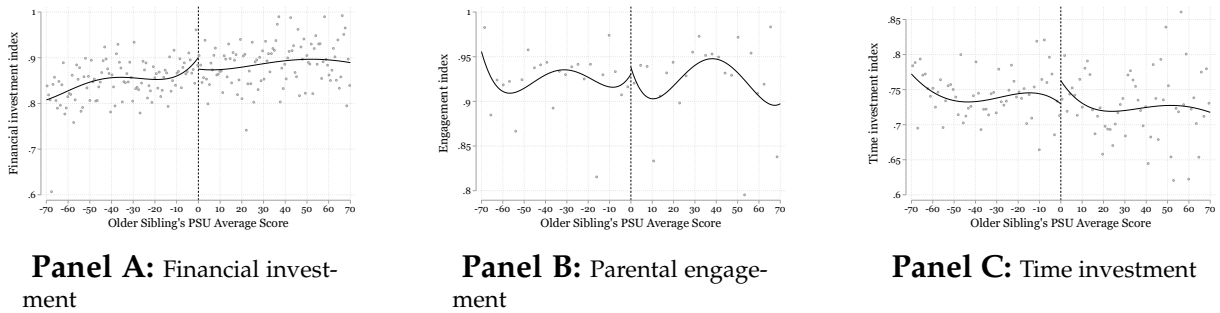 1
.9
.8
.7
.6
Financial investment index
-70 -60 -50 -40 -30 -20 -10 0 10 20 30 40 50 60 70
Older Sibling's PSU Average Score
Panel A: Financial invest-
ment
1
.95
.9
.85
.8
Engagement index
-70 -60 -50 -40 -30 -20 -10 0 10 20 30 40 50 60 70
Older Sibling's PSU Average Score
Panel B: Parental engage-
ment
.85
.8
.75
.7
.65
.6
Time investment index
-70 -60 -50 -40 -30 -20 -10 0 10 20 30 40 50 60 70
Older Sibling's PSU Average Score
Panel C: Time investment